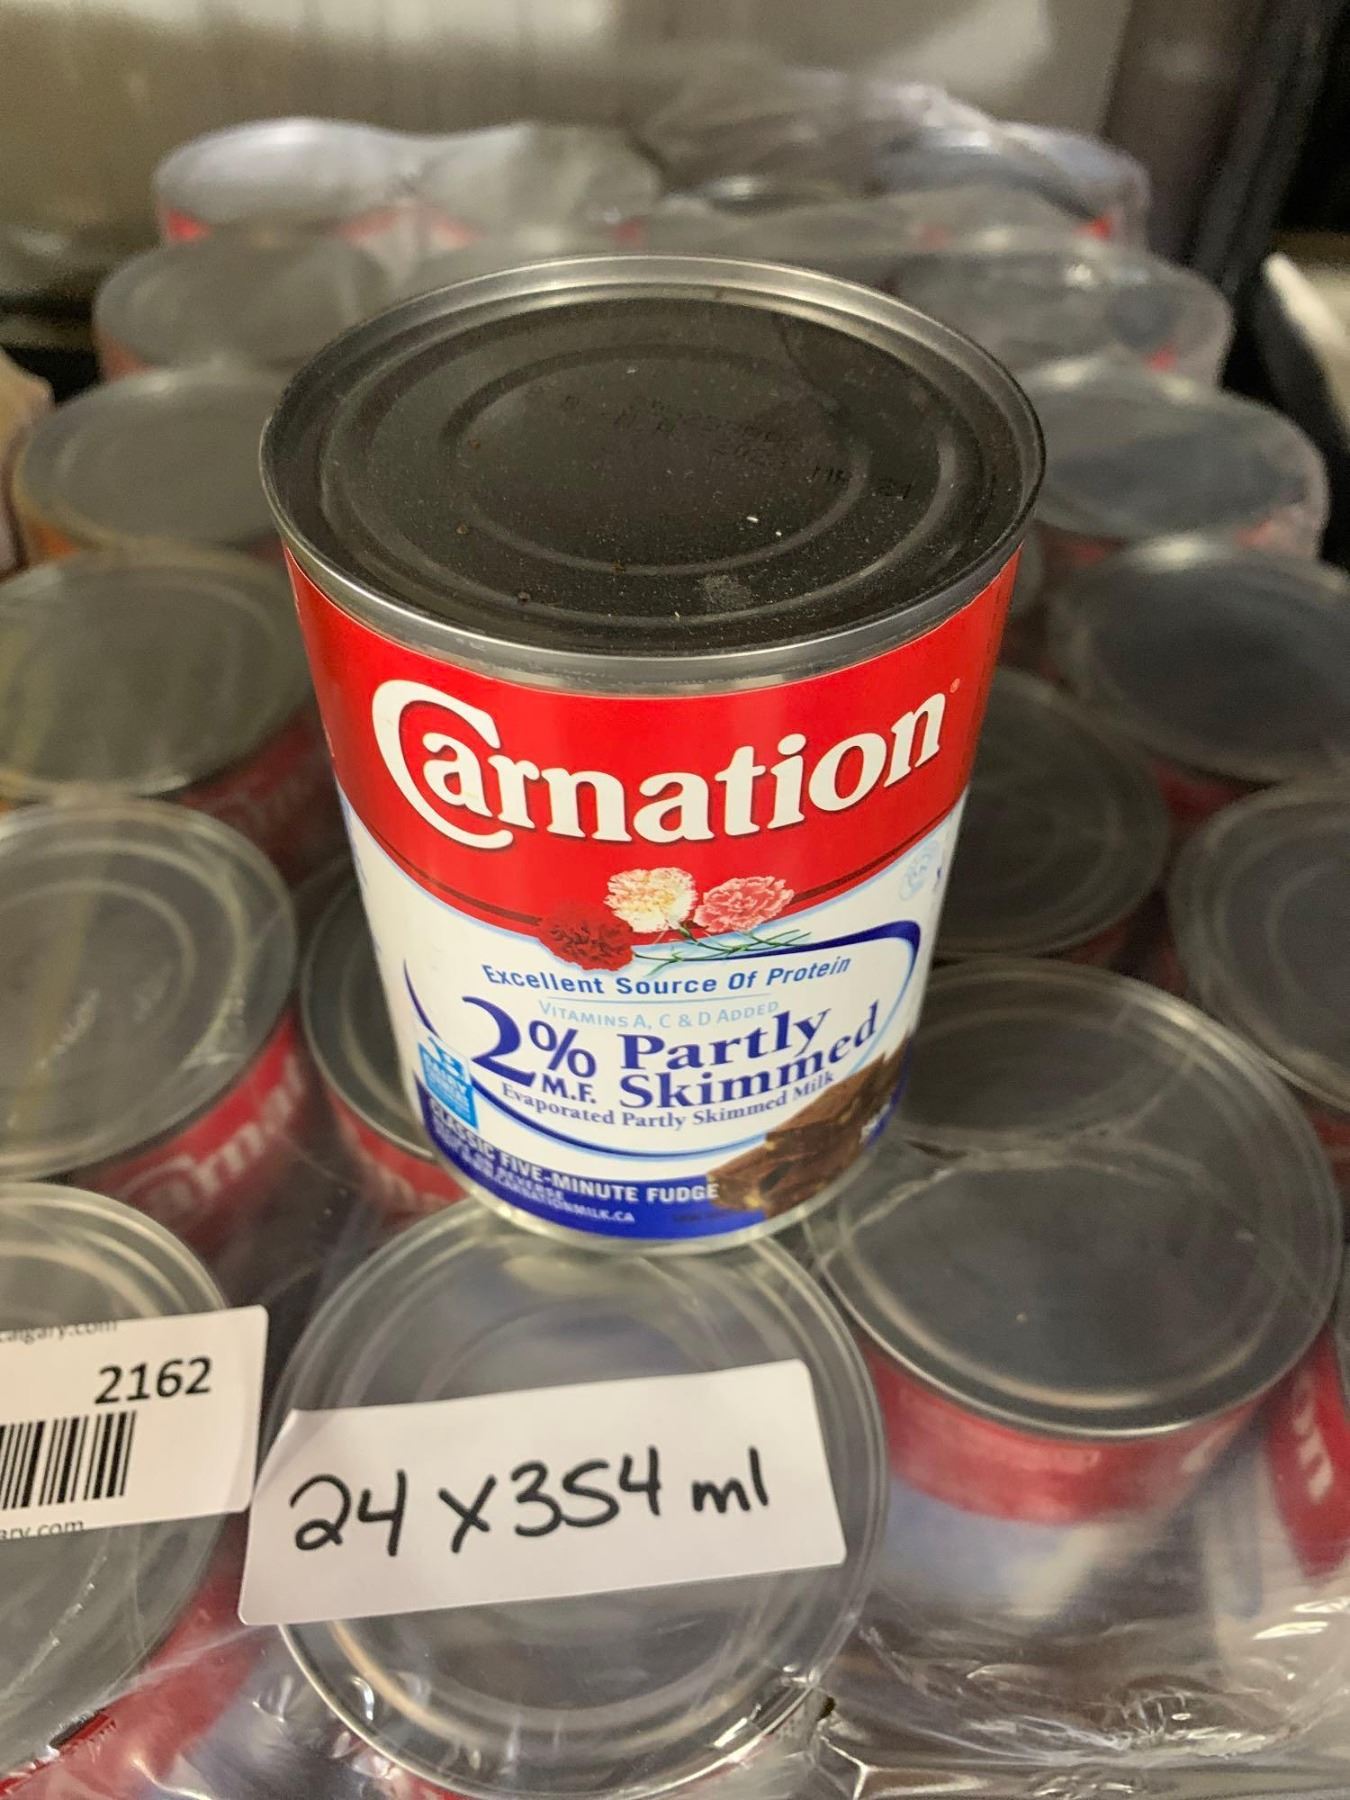 Carnation®
Excellent Source Of Protein
VITAMINS A, C & D ADDED
2% Partly
M.F. Skimmed
Evaporated Partly Skimmed Milk
CLASSIC FIVE-MINUTE FUDGE
2162
24 x 354 ml